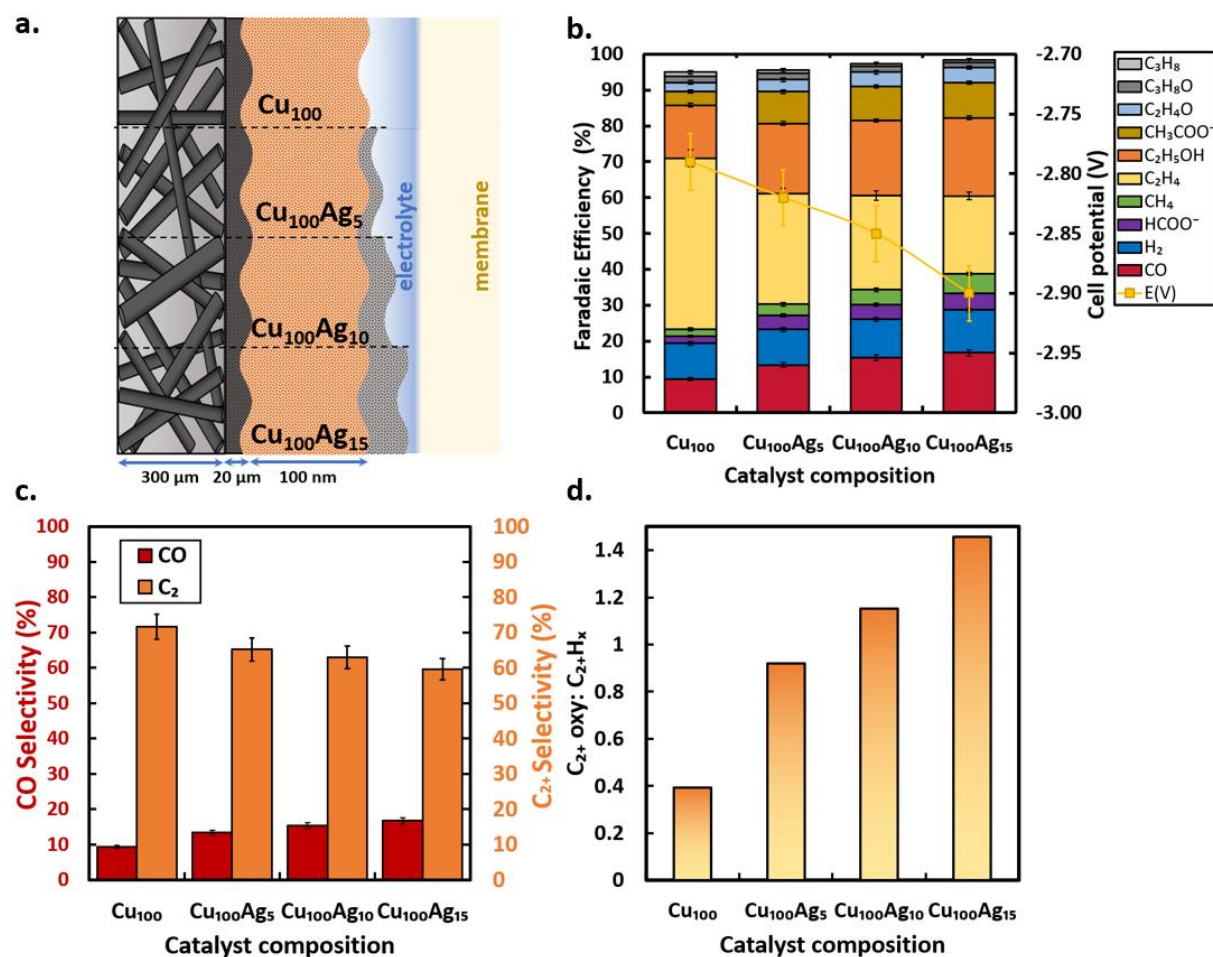 a.
Cu₁₀₀
Cu₁₀₀Ag₅
Cu₁₀₀Ag₁₀
Cu₁₀₀Ag₁₅
electrolyte
membrane
300 μm
20 μm
100 nm
b.
Faradaic Efficiency (%)
100
90
80
70
60
50
40
30
20
10
0
-2.70
-2.75
-2.80
-2.85
-2.90
-2.95
-3.00
Cell potential (V)
C₃H₈
C₃H₈O
C₂H₄O
CH₃COO⁻
C₂H₅OH
C₂H₄
CH₄
HCOO⁻
H₂
CO
E(V)
Cu₁₀₀
Cu₁₀₀Ag₅
Cu₁₀₀Ag₁₀
Cu₁₀₀Ag₁₅
Catalyst composition
c.
CO Selectivity (%)
100
90
80
70
60
50
40
30
20
10
0
CO
C₂
100
90
80
70
60
50
40
30
20
10
0
C₂₊ Selectivity (%)
Cu₁₀₀
Cu₁₀₀Ag₅
Cu₁₀₀Ag₁₀
Cu₁₀₀Ag₁₅
Catalyst composition
d.
C₂₊ oxy: C₂₊Hₓ
1.4
1.2
1
0.8
0.6
0.4
0.2
0
Cu₁₀₀
Cu₁₀₀Ag₅
Cu₁₀₀Ag₁₀
Cu₁₀₀Ag₁₅
Catalyst composition